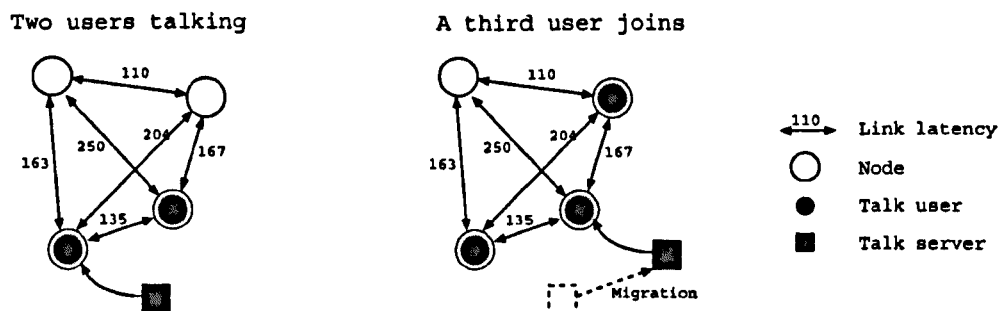 Two users talking
110
204
250
163
167
135
A third user joins
110
204
250
163
167
135
Migration
110
Link latency
Node
Talk user
Talk server